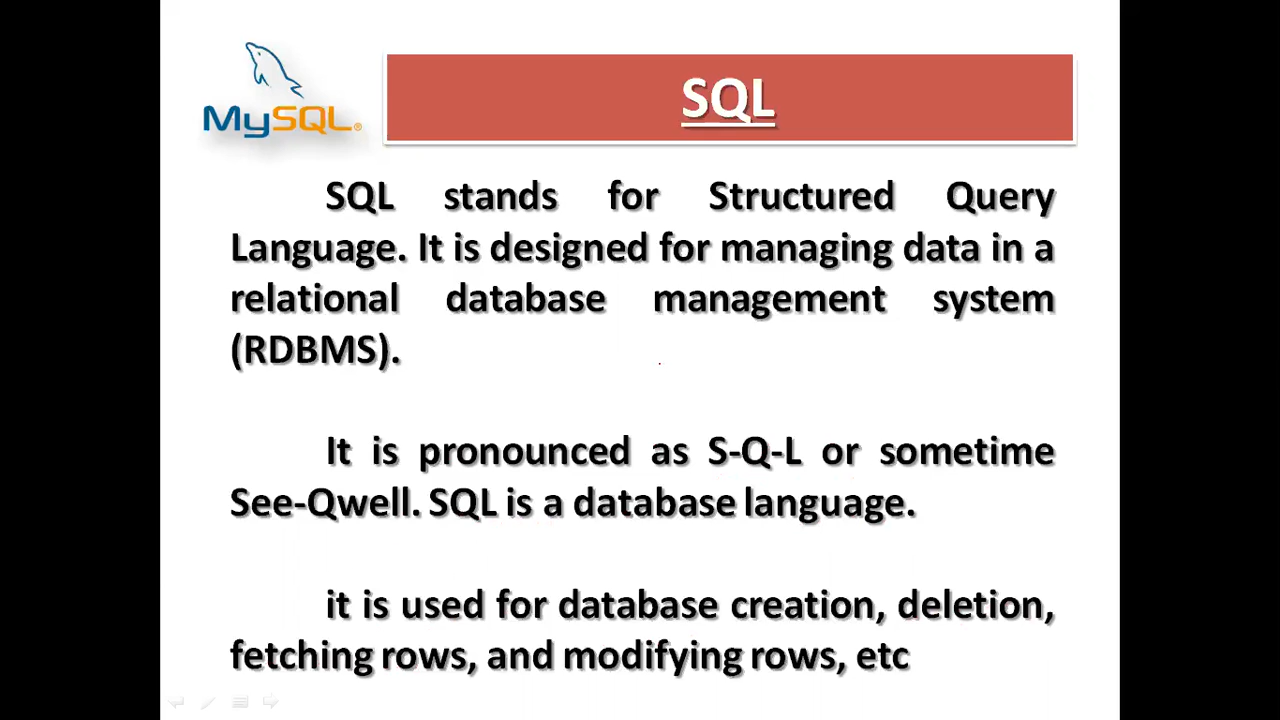 MySQL®
SQL
SQL stands for Structured Query
Language. It is designed for managing data in a
relational database management system
(RDBMS).
It is pronounced as S-Q-L or sometime
See-Qwell. SQL is a database language.
it is used for database creation, deletion,
fetching rows, and modifying rows, etc